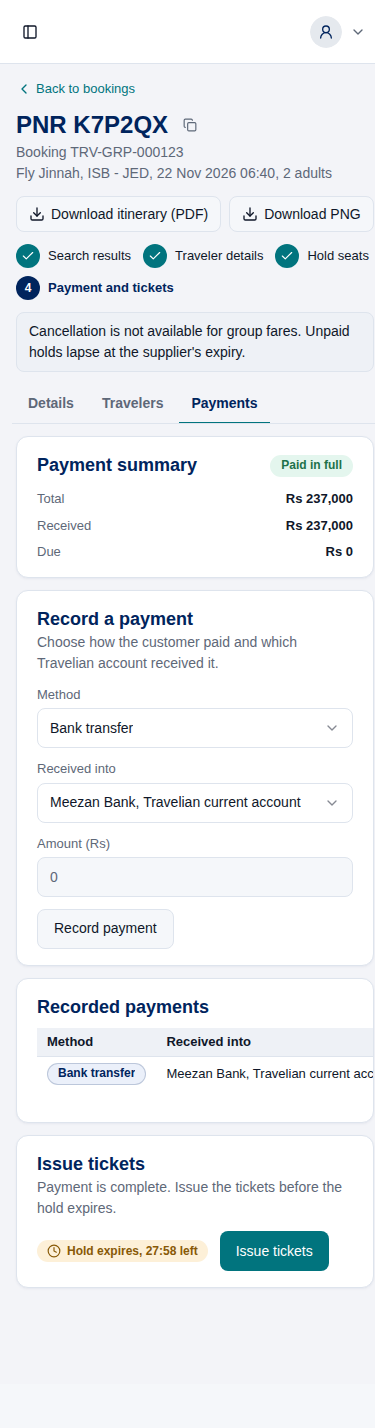 Back to bookings
PNR K7P2QX
Booking TRV-GRP-000123
Fly Jinnah, ISB - JED, 22 Nov 2026 06:40, 2 adults
Download itinerary (PDF) Download PNG
Search results Traveler details Hold seats
4 Payment and tickets
Cancellation is not available for group fares. Unpaid
holds lapse at the supplier's expiry.
Details Travelers Payments
Payment summary Paid in full
Total Rs 237,000
Received Rs 237,000
Due Rs 0
Record a payment
Choose how the customer paid and which
Travelian account received it.
Method
Bank transfer
Received into
Meezan Bank, Travelian current account
Amount (Rs)
0
Record payment
Recorded payments
Method Received into
Bank transfer Meezan Bank, Travelian current acc
Issue tickets
Payment is complete. Issue the tickets before the
hold expires.
Hold expires, 27:58 left Issue tickets